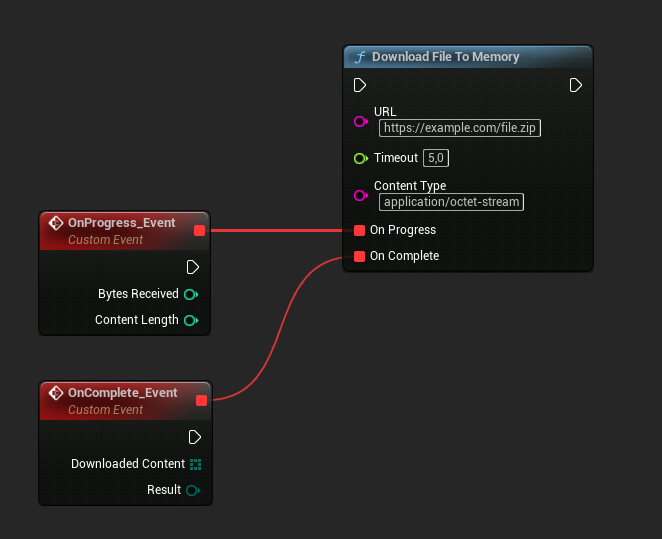 Download File To Memory
URL
https://example.com/file.zip
Timeout 5,0
Content Type
application/octet-stream
On Progress
On Complete
OnProgress_Event
Custom Event
Bytes Received
Content Length
OnComplete_Event
Custom Event
Downloaded Content
Result